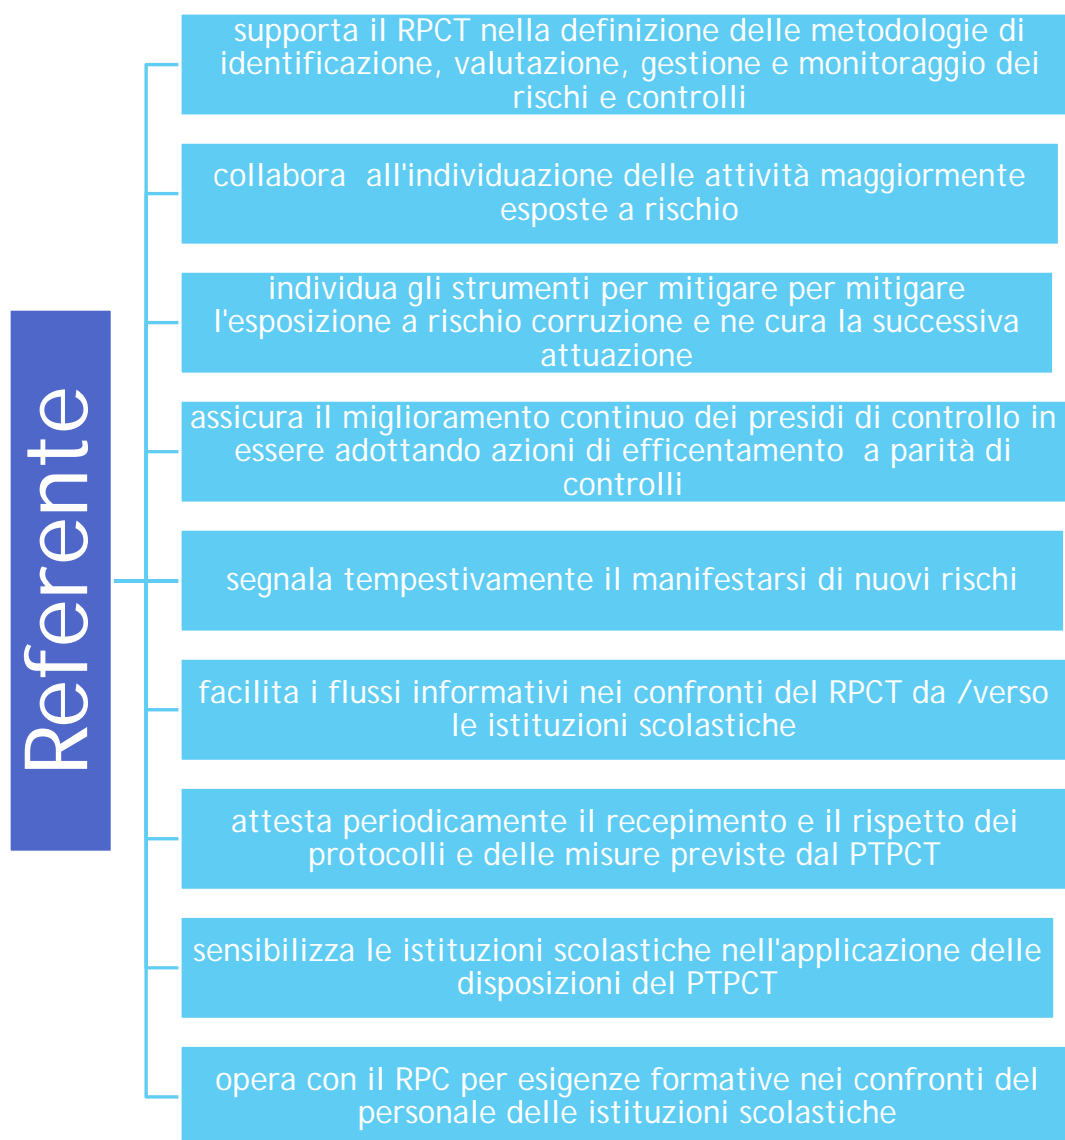 Referente
supporta il RPCT nella definizione delle metodologie di
identificazione, valutazione, gestione e monitoraggio dei
rischi e controlli
collabora  all'individuazione delle attività maggiormente
esposte a rischio
individua gli strumenti per mitigare per mitigare
l'esposizione a rischio corruzione e ne cura la successiva
attuazione
assicura il miglioramento continuo dei presidi di controllo in
essere adottando azioni di efficentamento  a parità di
controlli
segnala tempestivamente il manifestarsi di nuovi rischi
facilita i flussi informativi nei confronti del RPCT da /verso
le istituzioni scolastiche
attesta periodicamente il recepimento e il rispetto dei
protocolli e delle misure previste dal PTPCT
sensibilizza le istituzioni scolastiche nell'applicazione delle
disposizioni del PTPCT
opera con il RPC per esigenze formative nei confronti del
personale delle istituzioni scolastiche